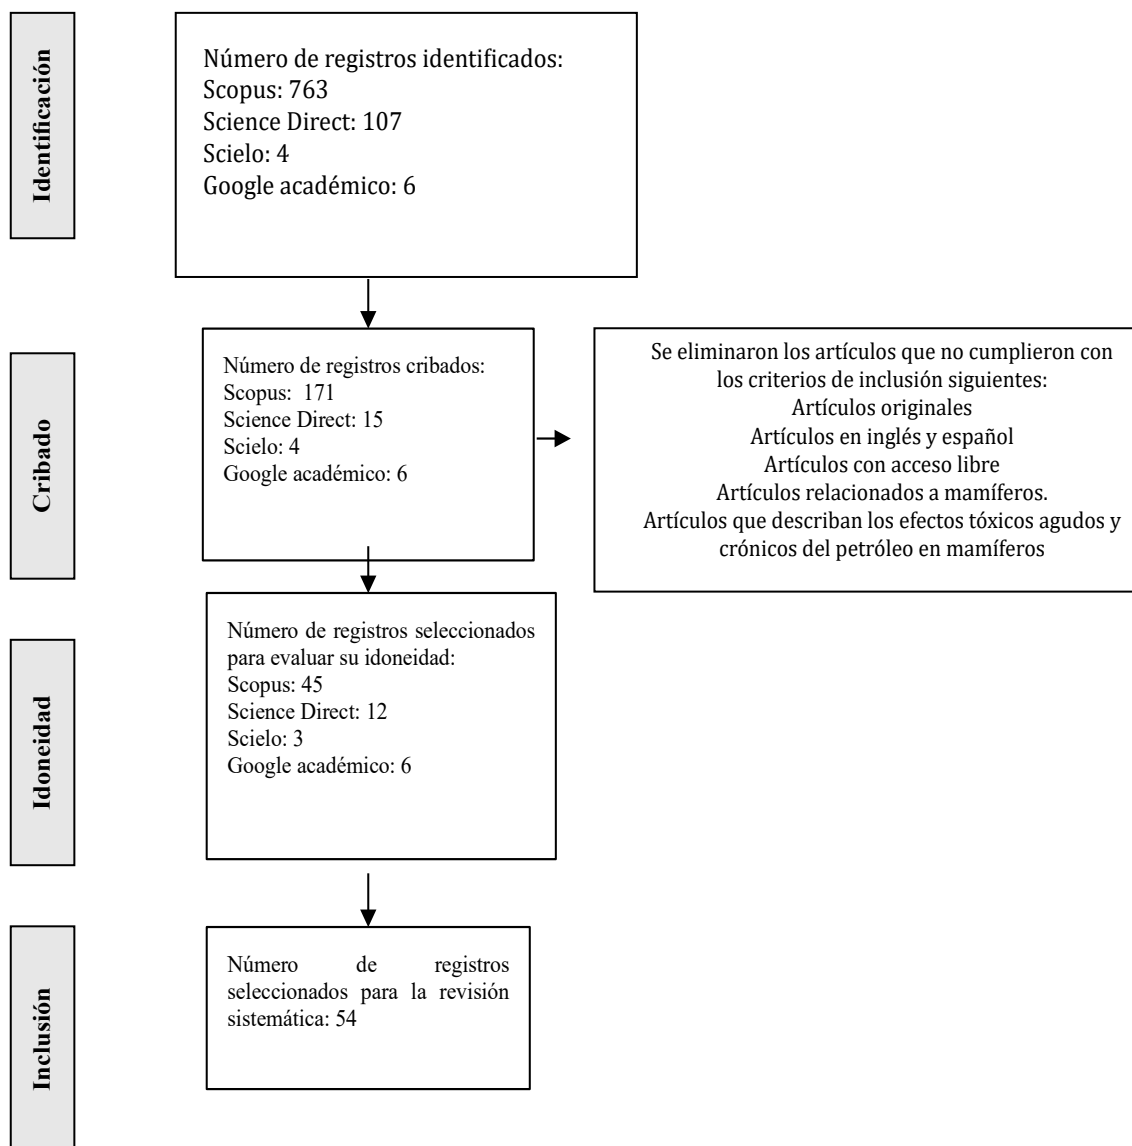 Identificación
Número de registros identificados:
Scopus: 763
Science Direct: 107
Scielo: 4
Google académico: 6
Cribado
Número de registros cribados:
Scopus: 171
Science Direct: 15
Scielo: 4
Google académico: 6
Se eliminaron los artículos que no cumplieron con
los criterios de inclusión siguientes:
Artículos originales
Artículos en inglés y español
Artículos con acceso libre
Artículos relacionados a mamíferos.
Artículos que describan los efectos tóxicos agudos y
crónicos del petróleo en mamíferos
Idoneidad
Número de registros seleccionados
para evaluar su idoneidad:
Scopus: 45
Science Direct: 12
Scielo: 3
Google académico: 6
Inclusión
Número de registros
seleccionados para la revisión
sistemática: 54